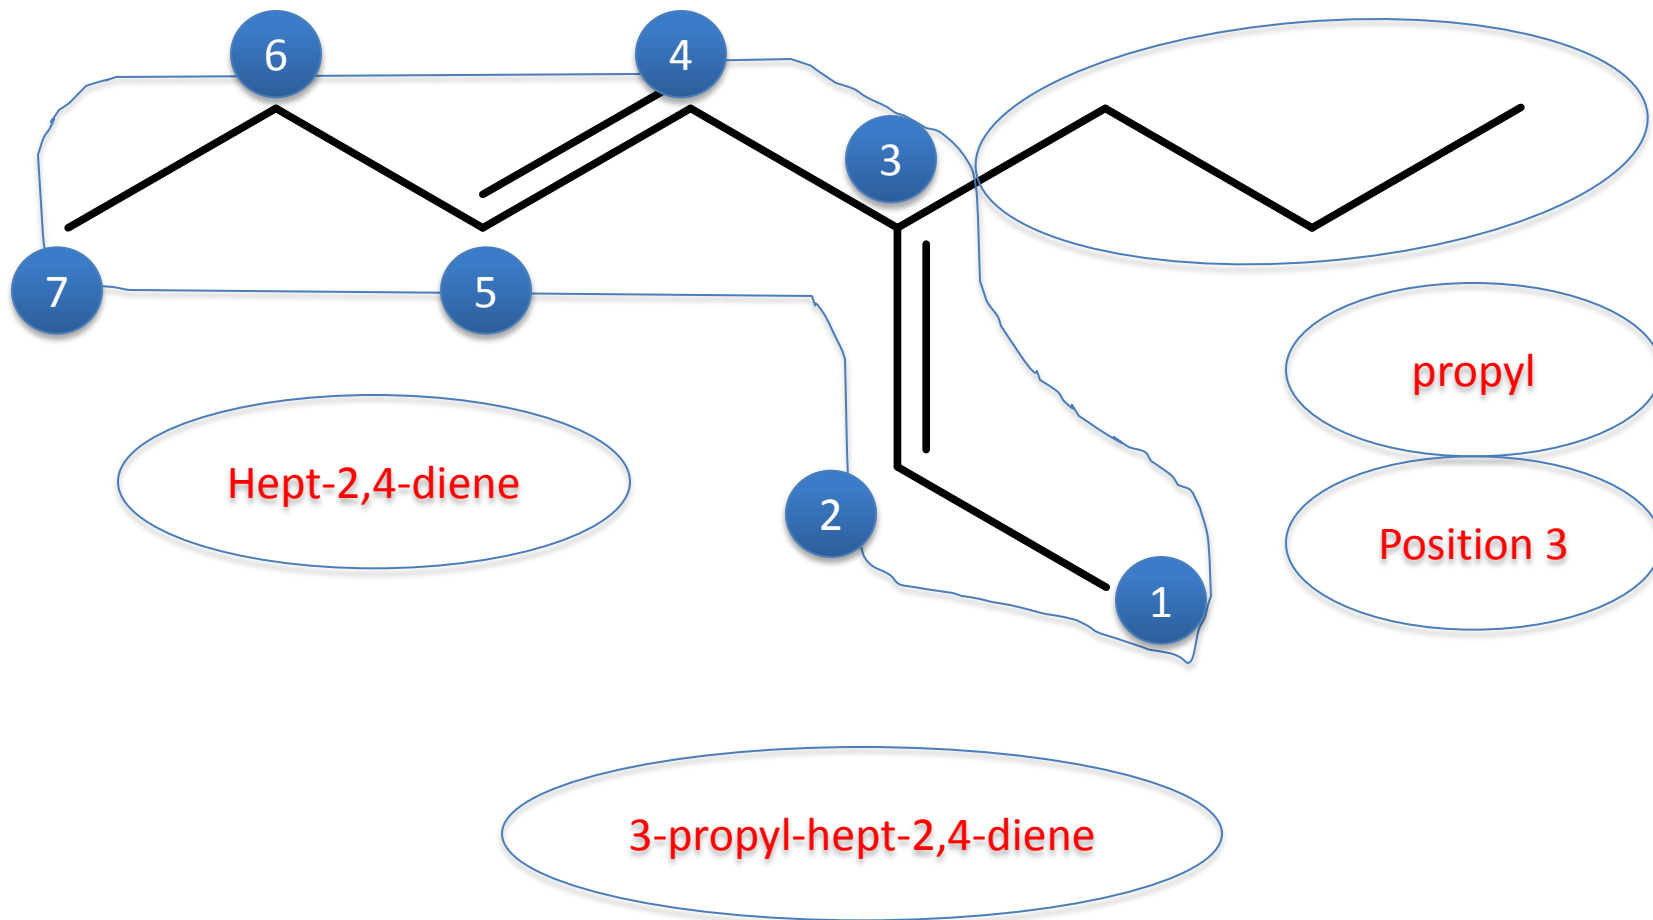 6
4
3
7
5
propyl
Hept-2,4-diene
2
Position 3
1
3-propyl-hept-2,4-diene